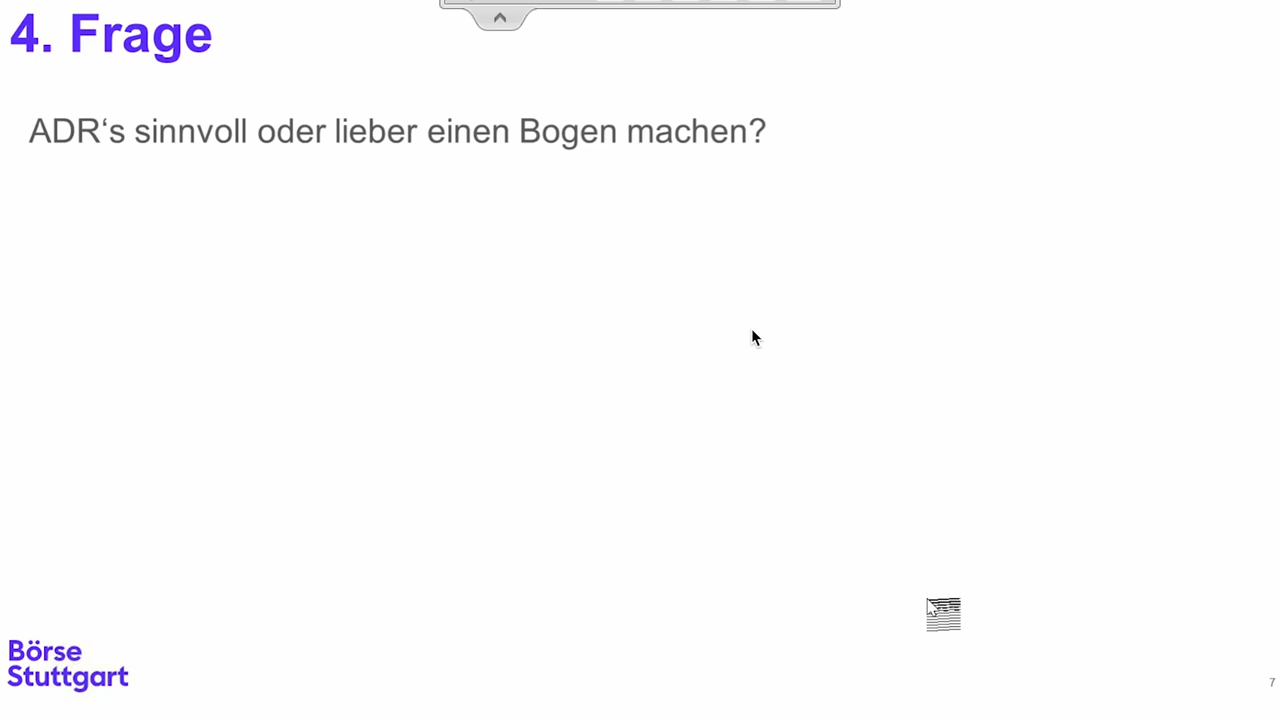 4. Frage
ADR‘s sinnvoll oder lieber einen Bogen machen?
Börse
Stuttgart
7